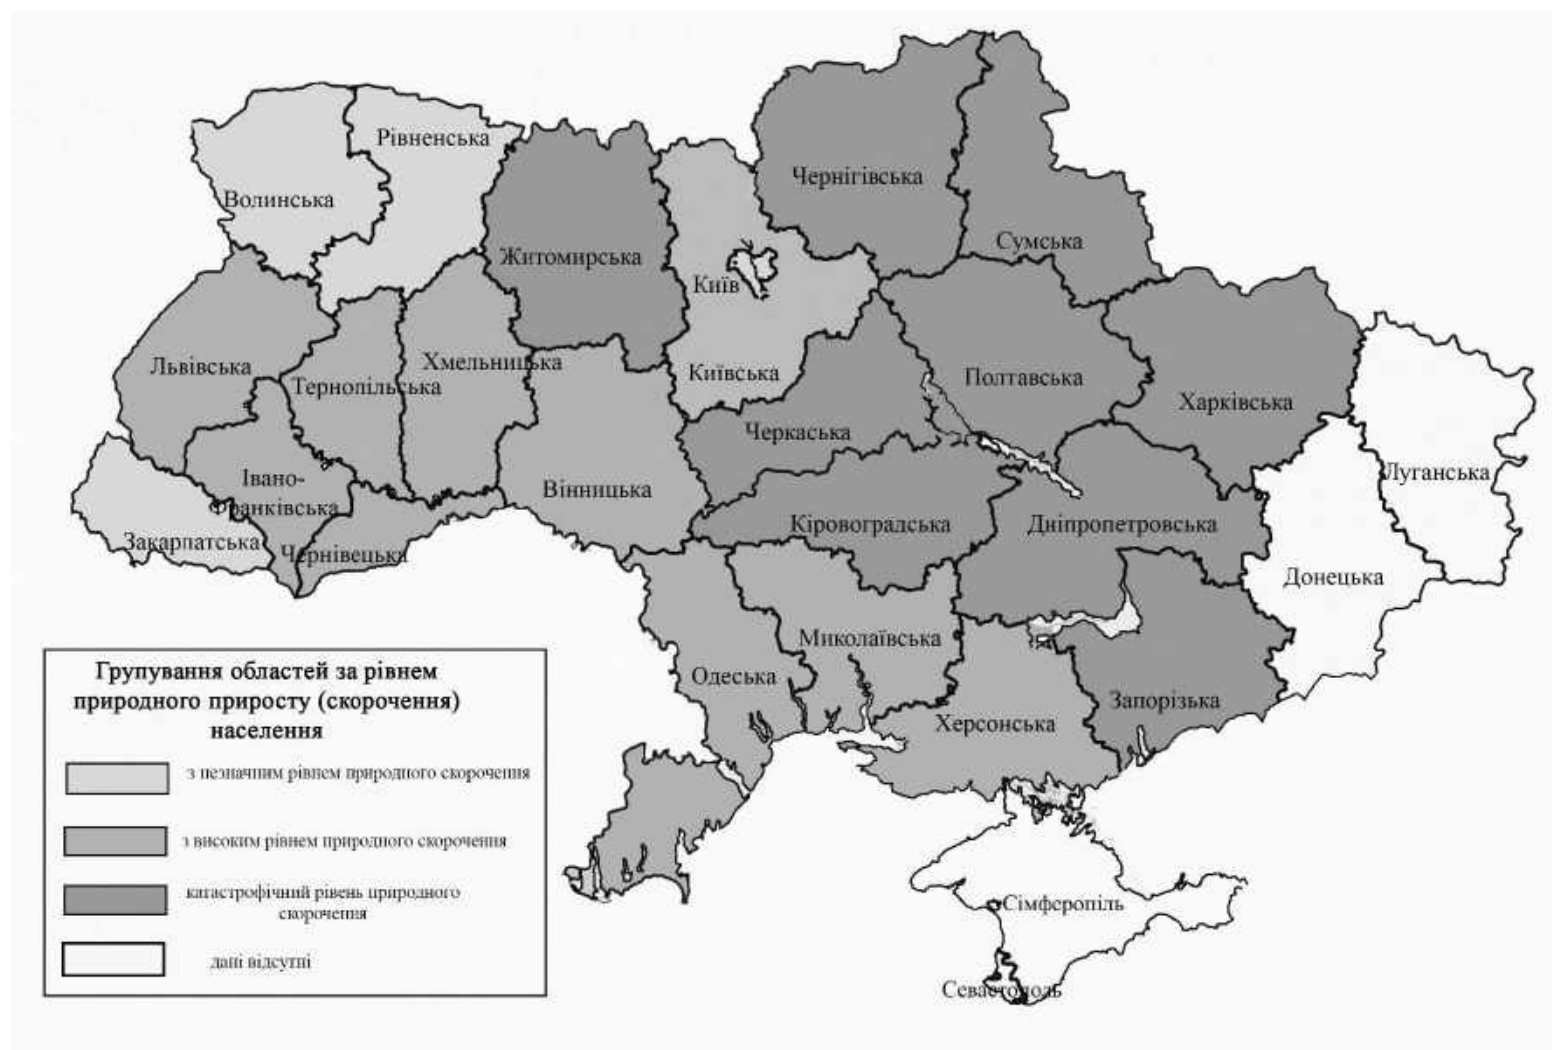 Рівненська
Чернігівська
Волинська
Сумська
Житомирська
Київ
Львівська
Хмельницька
Київська
Полтавська
Тернопільська
Харківська
Черкаська
Луганська
Івано-
Франківська
Вінницька
Кіровоградська
Дніпропетровська
Закарпатська
Чернівецька
Донецька
Миколаївська
Одеська
Запорізька
Херсонська
Сімферопіль
Севастополь
Групування областей за рівнем
природного приросту (скорочення)
населення
з незначним рівнем природного скорочення
з високим рівнем природного скорочення
катастрофічний рівень природного
скорочення
дані відсутні